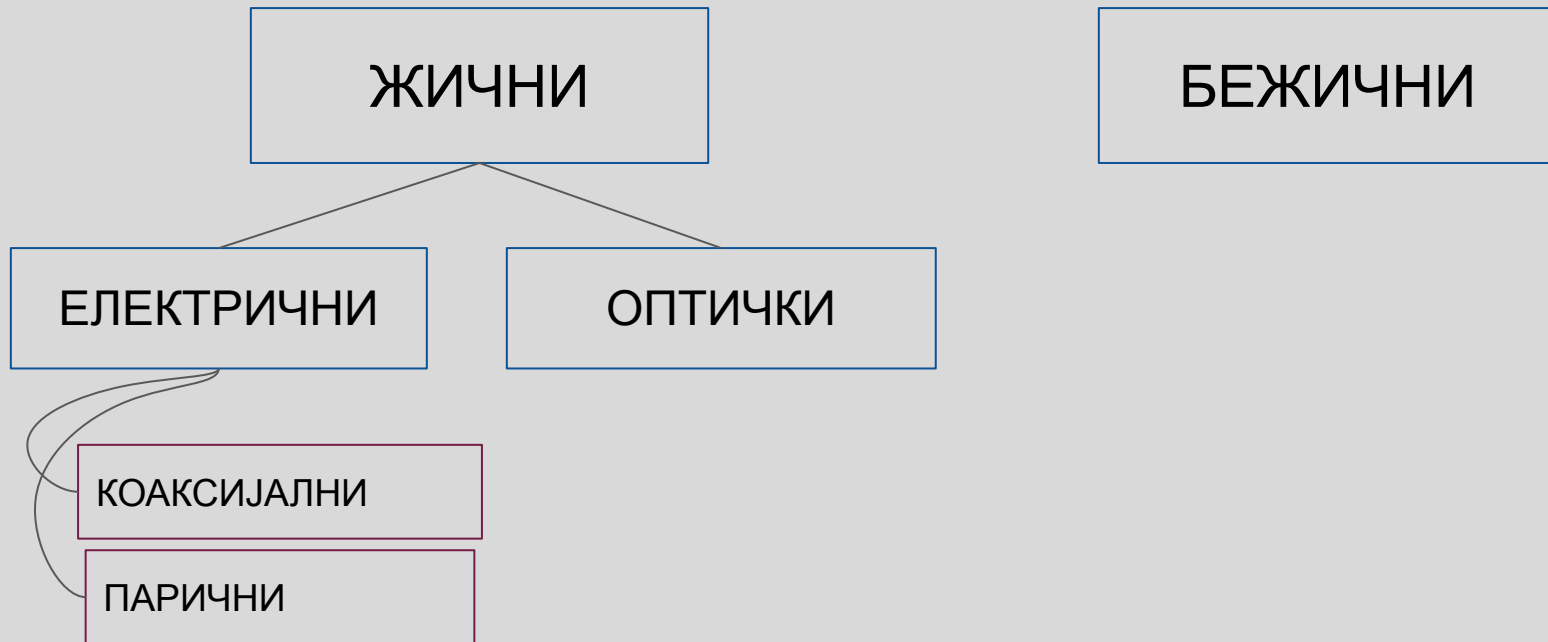 ЖИЧНИ
БЕЖИЧНИ
ЕЛЕКТРИЧНИ
ОПТИЧКИ
КОАКСИЈАЛНИ
ПАРИЧНИ